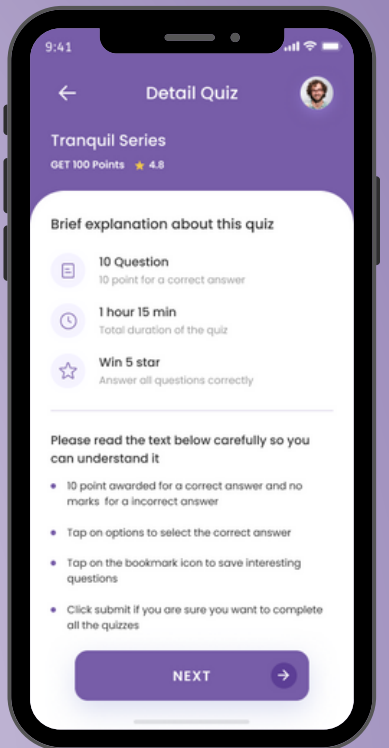 9:41
Detail Quiz
Tranquil Series
GET 100 Points 4.8
Brief explanation about this quiz
10 Question
10 point for a correct answer
1 hour 15 min
Total duration of the quiz
Win 5 star
Answer all questions correctly
Please read the text below carefully so you
can understand it
10 point awarded for a correct answer and no
marks for a incorrect answer
Tap on options to select the correct answer
Tap on the bookmark icon to save interesting
questions
Click submit if you are sure you want to complete
all the quizzes
NEXT